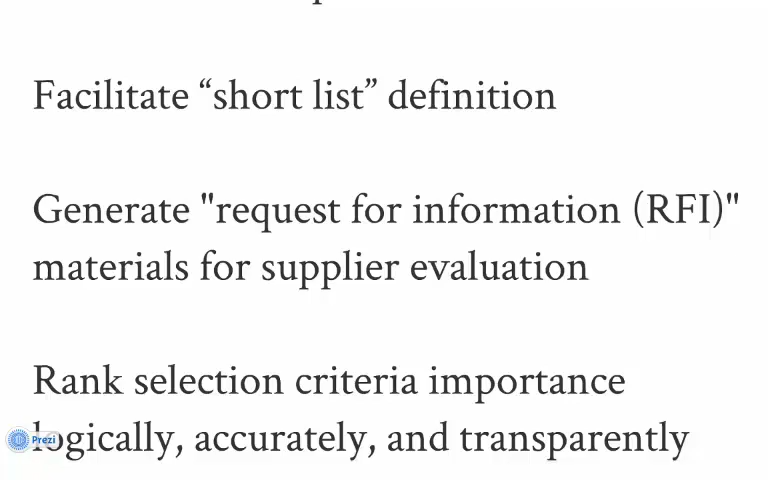 Facilitate “short list” definition
Generate "request for information (RFI)"
materials for supplier evaluation
Rank selection criteria importance
logically, accurately, and transparently
Prezi